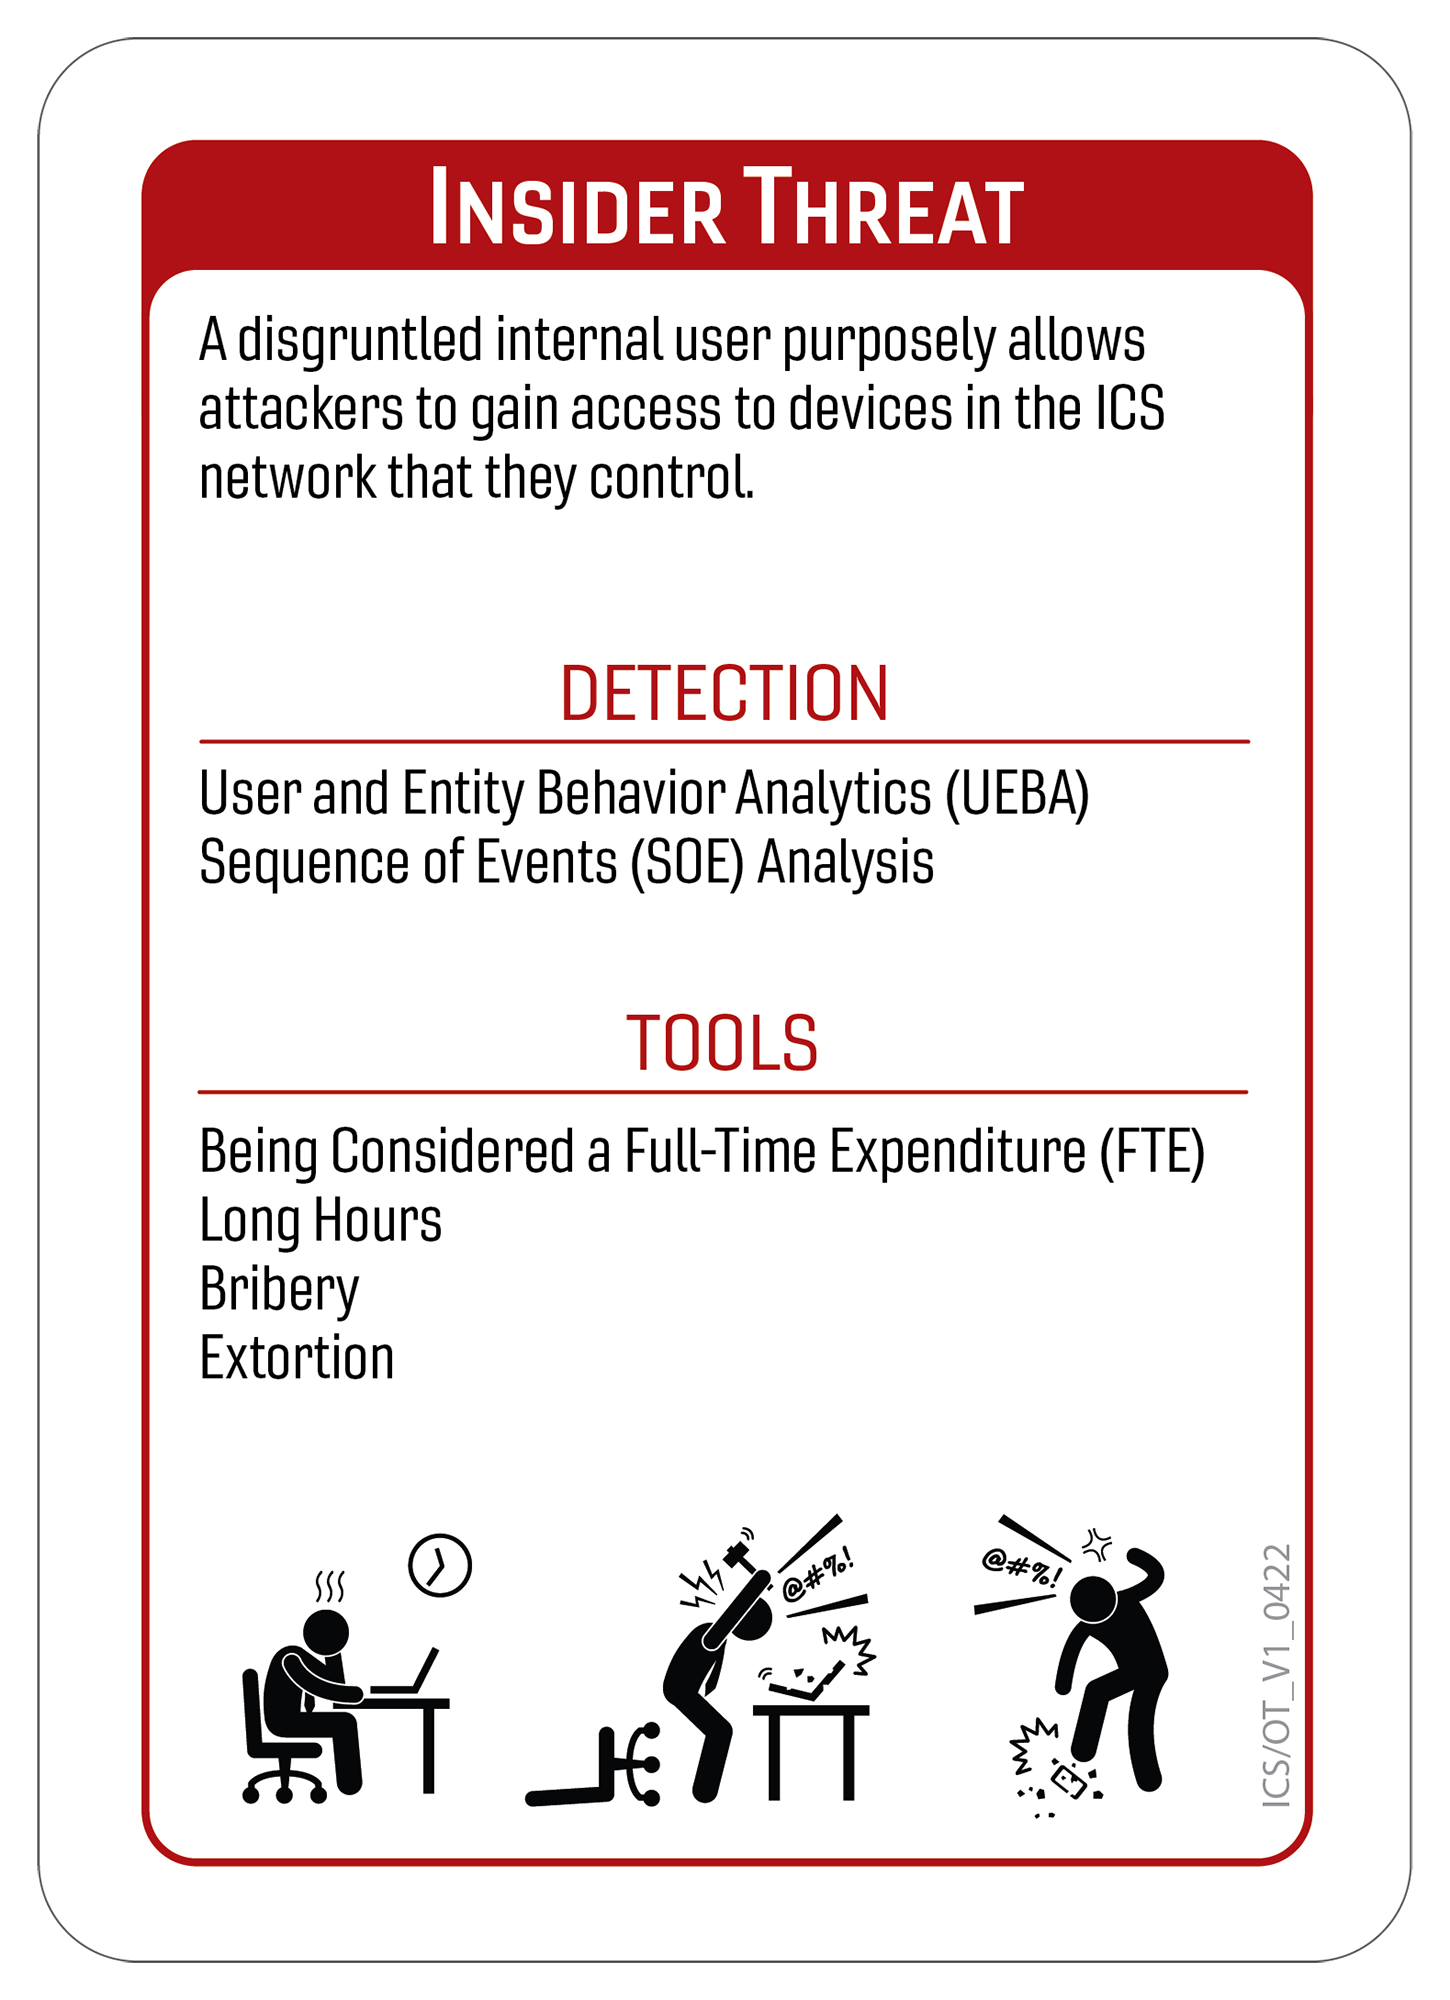 INSIDER THREAT
A disgruntled internal user purposely allows
attackers to gain access to devices in the ICS
network that they control.
DETECTION
User and Entity Behavior Analytics (UEBA)
Sequence of Events (SOE) Analysis
TOOLS
Being Considered a Full-Time Expenditure (FTE)
Long Hours
Bribery
Extortion
@#%!
@#%!
ICS/OT_V1_0422